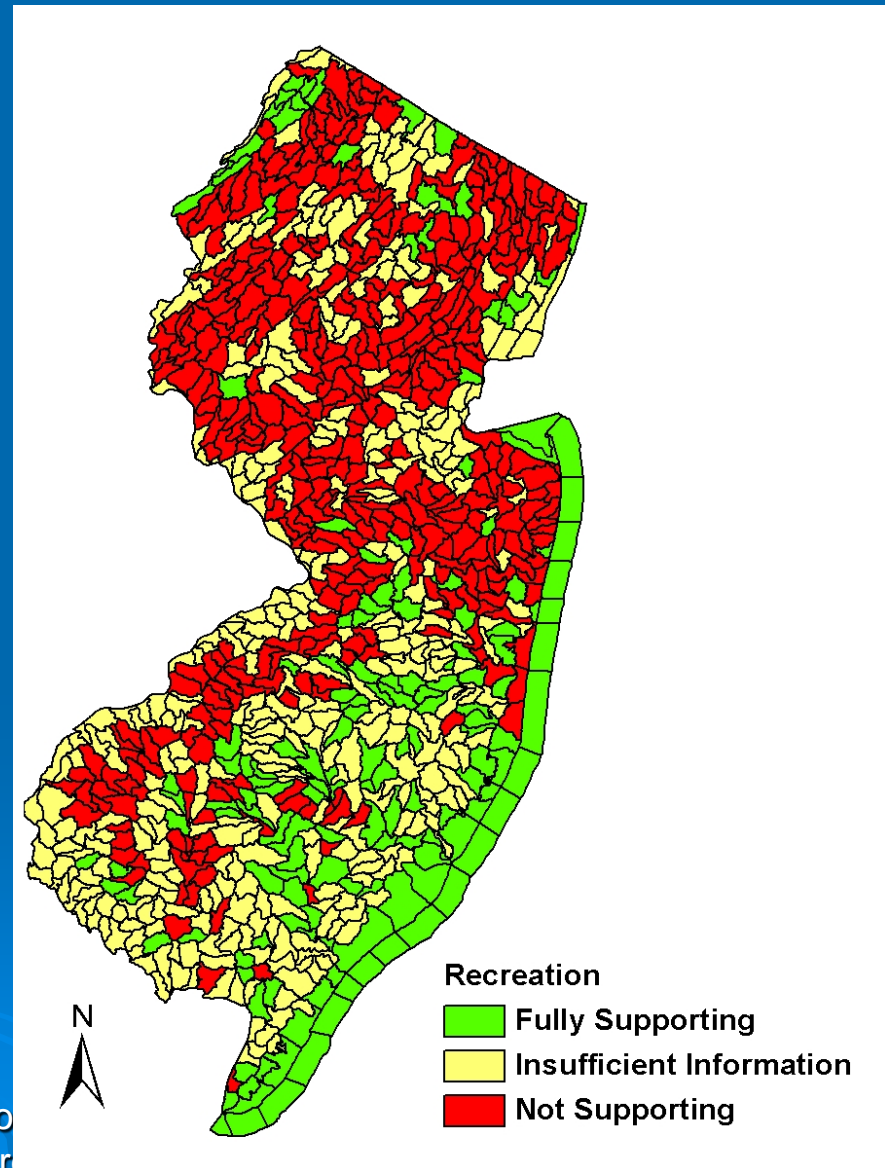 N
Recreation
Fully Supporting
Insufficient Information
Not Supporting